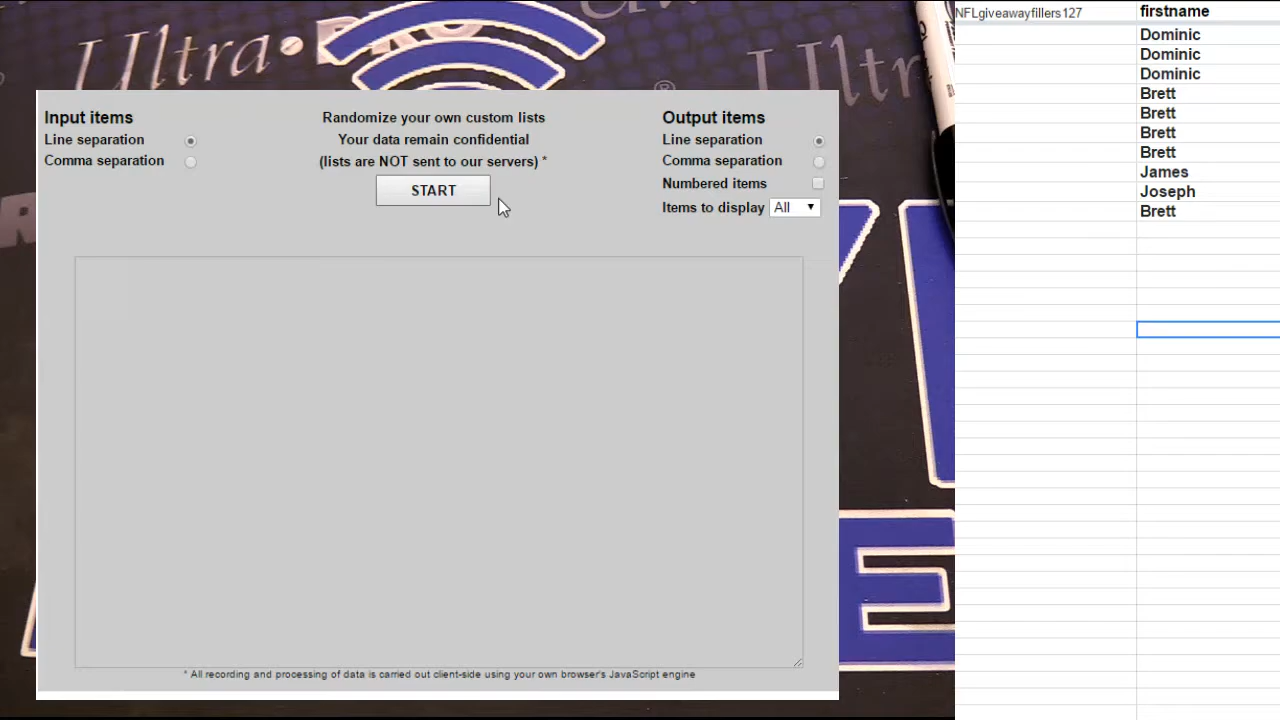 Ultra
Input items
Line separation
Comma separation
Randomize your own custom lists
Your data remain confidential
(lists are NOT sent to our servers) *
START
Output items
Line separation
Comma separation
Numbered items
Items to display All
* All recording and processing of data is carried out client-side using your own browser's JavaScript engine
NFLgiveawayfillers127
firstname
Dominic
Dominic
Dominic
Brett
Brett
Brett
Brett
James
Joseph
Brett